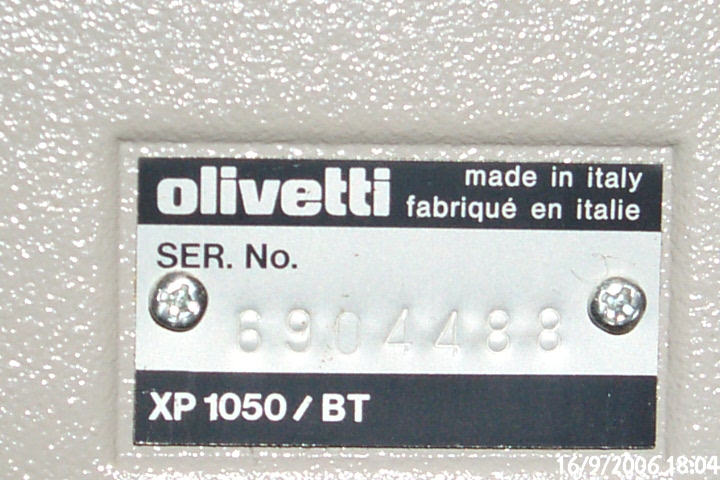 olivetti
made in italy
fabriqué en italie
SER. No.
6904488
XP 1050 / BT
16/9/2006 18:04